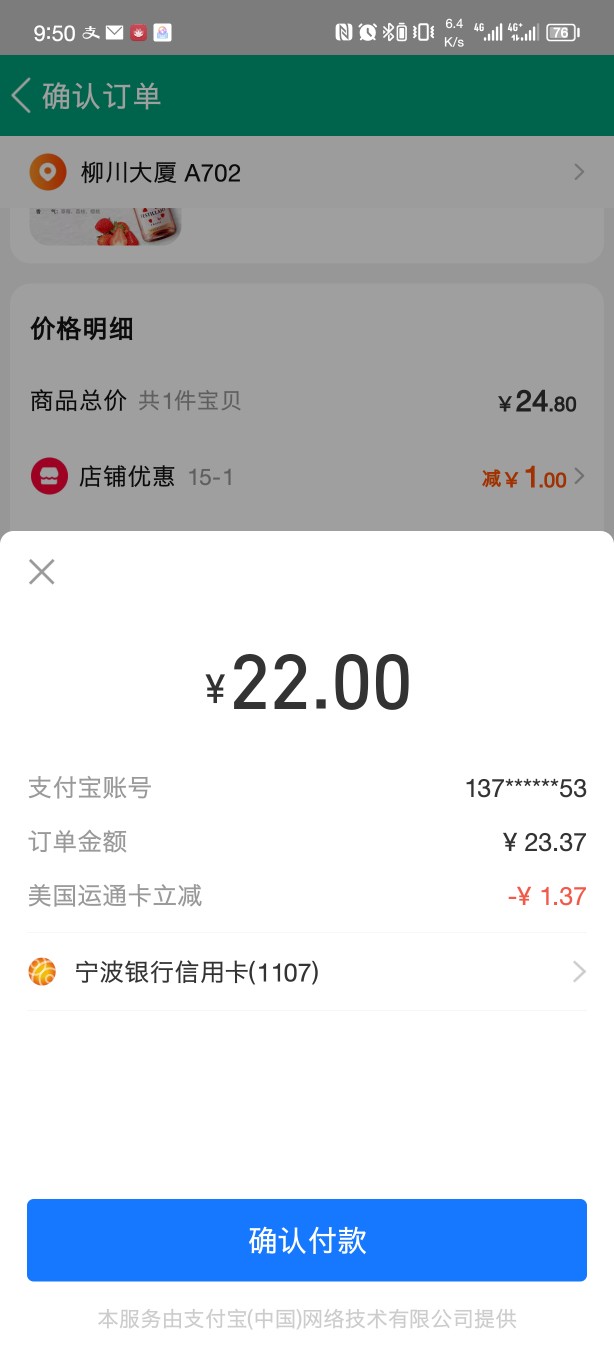 9:50
6.4
K/s
4G
4G+
76
确认订单
柳川大厦 A702
价格明细
商品总价 共1件宝贝 ¥24.80
店铺优惠 15-1 减¥1.00
¥22.00
支付宝账号 137******53
订单金额 ¥ 23.37
美国运通卡立减 -¥ 1.37
宁波银行信用卡(1107)
确认付款
本服务由支付宝(中国)网络技术有限公司提供